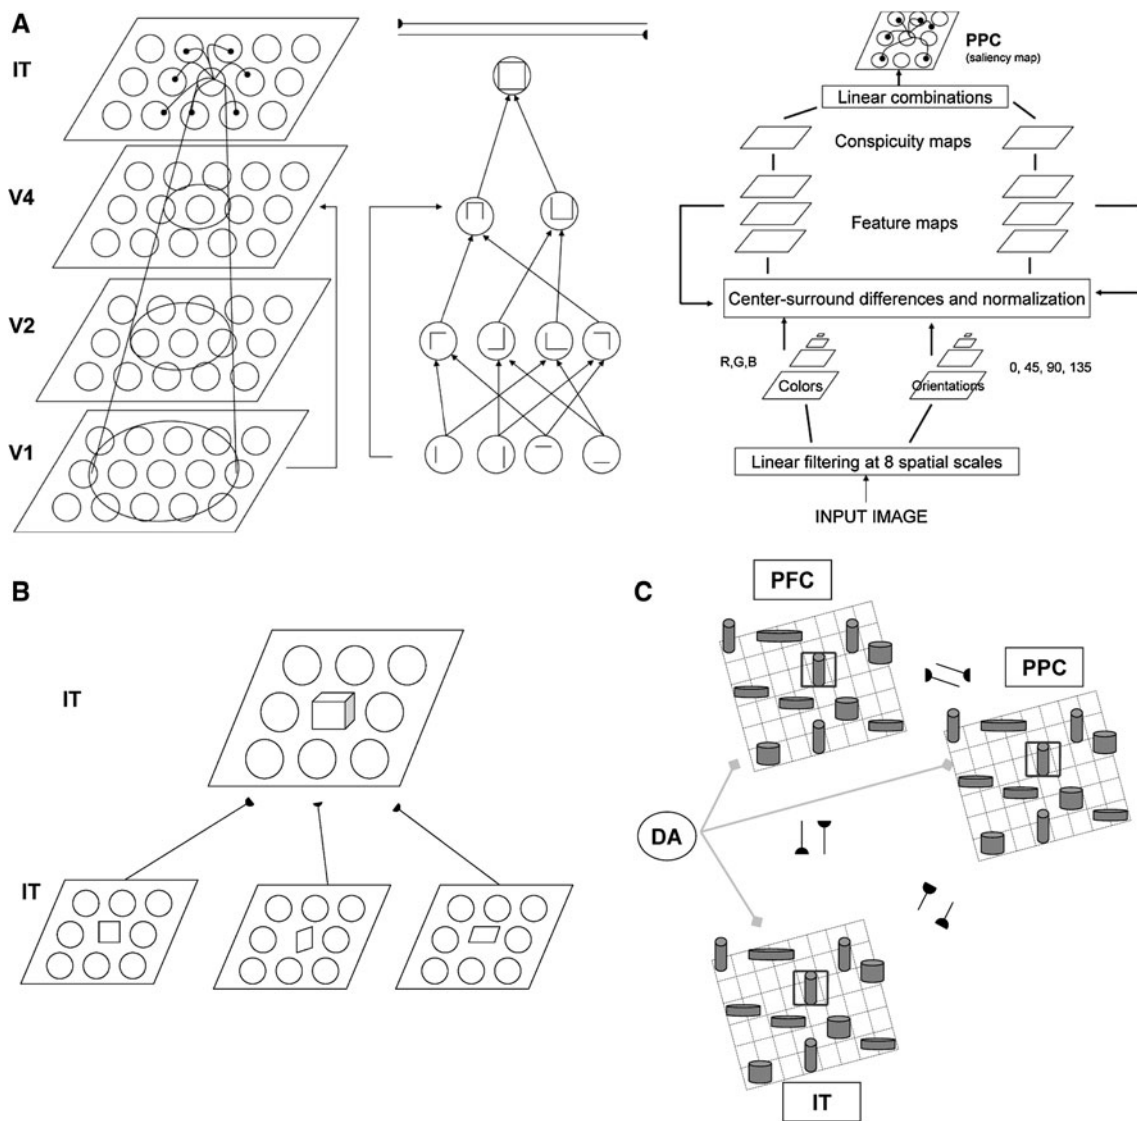 A
IT
V4
V2
V1
PPC
(saliency map)
Linear combinations
Conspicuity maps
Feature maps
Center-surround differences and normalization
R,G,B
Colors
Orientations
0, 45, 90, 135
Linear filtering at 8 spatial scales
INPUT IMAGE
B
IT
IT
C
PFC
PPC
DA
IT